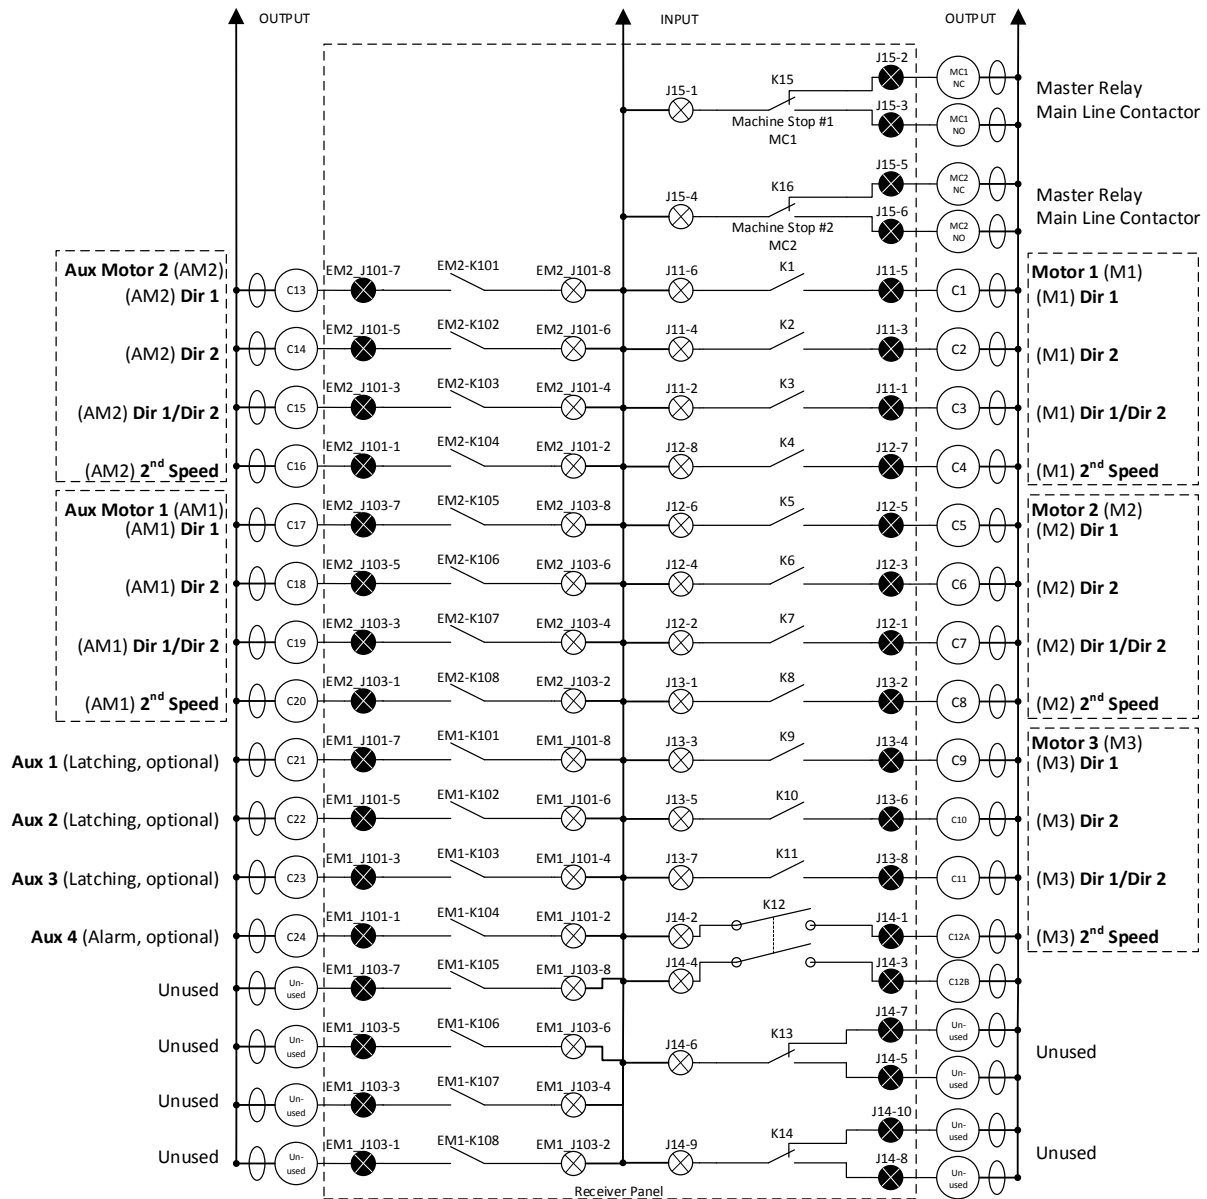 OUTPUT INPUT OUTPUT
J15-2
K15
MC1 NC
J15-1
Master Relay
J15-3
Main Line Contactor
Machine Stop #1
MC1
MC1 NO
J15-5
K16
MC2 NC
J15-4
Master Relay
J15-6
Main Line Contactor
Machine Stop #2
MC2
MC2 NO
Aux Motor 2 (AM2) EM2_J101-7 EM2-K101 EM2_J101-8 J11-6 K1 J11-5 Motor 1 (M1)
(AM2) Dir 1 C13 C1 (M1) Dir 1
EM2_J101-5 EM2-K102 EM2_J101-6 J11-4 K2 J11-3
(AM2) Dir 2 C14 C2 (M1) Dir 2
EM2_J101-3 EM2-K103 EM2_J101-4 J11-2 K3 J11-1
(AM2) Dir 1/Dir 2 C15 C3 (M1) Dir 1/Dir 2
EM2_J101-1 EM2-K104 EM2_J101-2 J12-8 K4 J12-7
(AM2) 2nd Speed C16 C4 (M1) 2nd Speed
Aux Motor 1 (AM1) EM2_J103-7 EM2-K105 EM2_J103-8 J12-6 K5 J12-5 Motor 2 (M2)
(AM1) Dir 1 C17 C5 (M2) Dir 1
EM2_J103-5 EM2-K106 EM2_J103-6 J12-4 K6 J12-3
(AM1) Dir 2 C18 C6 (M2) Dir 2
EM2_J103-3 EM2-K107 EM2_J103-4 J12-2 K7 J12-1
(AM1) Dir 1/Dir 2 C19 C7 (M2) Dir 1/Dir 2
EM2_J103-1 EM2-K108 EM2_J103-2 J13-1 K8 J13-2
(AM1) 2nd Speed C20 C8 (M2) 2nd Speed
EM1_J101-7 EM1-K101 EM1_J101-8 J13-3 K9 J13-4 Motor 3 (M3)
Aux 1 (Latching, optional) C21 C9 (M3) Dir 1
EM1_J101-5 EM1-K102 EM1_J101-6 J13-5 K10 J13-6
Aux 2 (Latching, optional) C22 C10 (M3) Dir 2
EM1_J101-3 EM1-K103 EM1_J101-4 J13-7 K11 J13-8
Aux 3 (Latching, optional) C23 C11 (M3) Dir 1/Dir 2
EM1_J101-1 EM1-K104 EM1_J101-2 J14-2 K12 J14-1
Aux 4 (Alarm, optional) C24 C12A (M3) 2nd Speed
EM1_J103-7 EM1-K105 EM1_J103-8 J14-4 J14-3
Unused Un-used C12B
J14-7
EM1_J103-5 EM1-K106 EM1_J103-6 J14-6 K13 Un-used
Unused Un-used Unused
J14-5
EM1_J103-3 EM1-K107 EM1_J103-4 Un-used
Unused Un-used
J14-10
EM1_J103-1 EM1-K108 EM1_J103-2 J14-9 K14 Un-used
Unused Un-used Unused
J14-8
Un-used
Receiver Panel